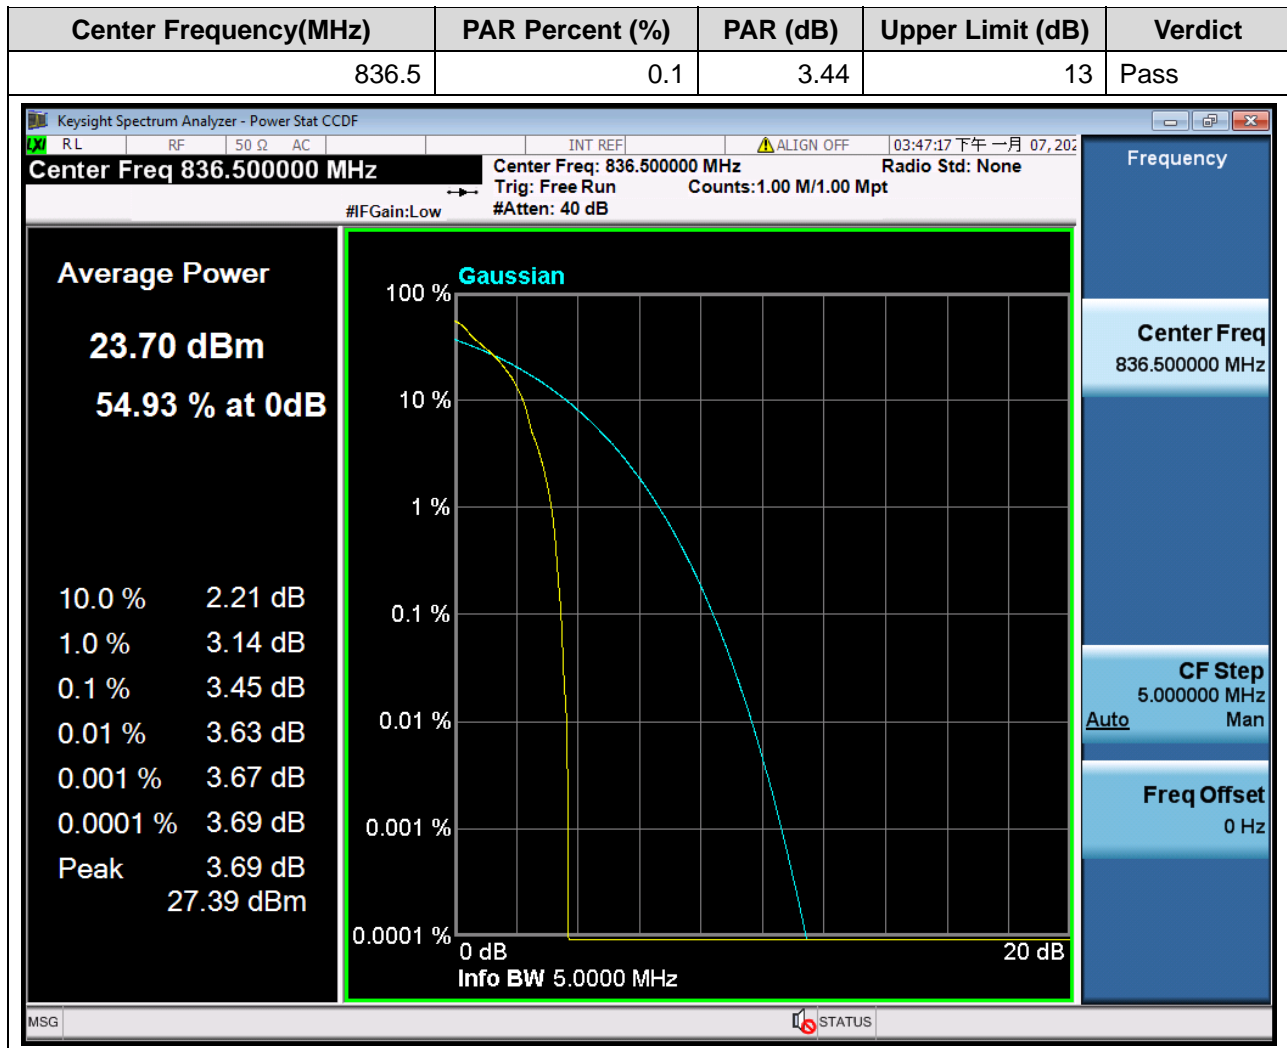 Center Frequency(MHz) PAR Percent (%) PAR (dB) Upper Limit (dB) Verdict
836.5 0.1 3.44 13 Pass
Keysight Spectrum Analyzer - Power Stat CCDF
LXI RL RF 50 Ω AC INT REF ALIGN OFF 03:47:17 下午 一月 07, 202
Center Freq 836.500000 MHz
Center Freq: 836.500000 MHz Radio Std: None
Trig: Free Run Counts:1.00 M/1.00 Mpt
#IFGain:Low #Atten: 40 dB
Frequency
Average Power
23.70 dBm
54.93 % at 0dB
10.0 % 2.21 dB
1.0 % 3.14 dB
0.1 % 3.45 dB
0.01 % 3.63 dB
0.001 % 3.67 dB
0.0001 % 3.69 dB
Peak 3.69 dB
27.39 dBm
Gaussian
100 %
10 %
1 %
0.1 %
0.01 %
0.001 %
0.0001 %
0 dB 20 dB
Info BW 5.0000 MHz
Center Freq
836.500000 MHz
CF Step
5.000000 MHz
Auto Man
Freq Offset
0 Hz
MSG STATUS